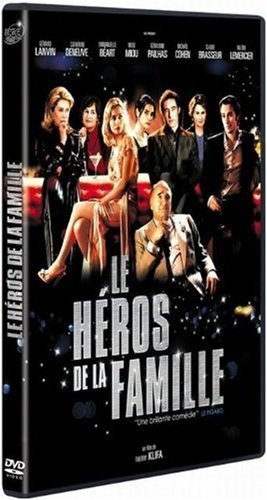 GÉRARD LANVIN
CATHERINE DENEUVE
EMMANUELLE BÉART
MIOU MIOU
GÉRALDINE PAILHAS
MICHAËL COHEN
CLAUDE BRASSEUR
VALÉRIE LEMERCIER
LE HÉROS DE LA FAMILLE
LE
HÉROS
DE LA FAMILLE
"Une brillante comédie" LE FIGARO
un film de
THIERRY KLIFA
DVD
VIDEO